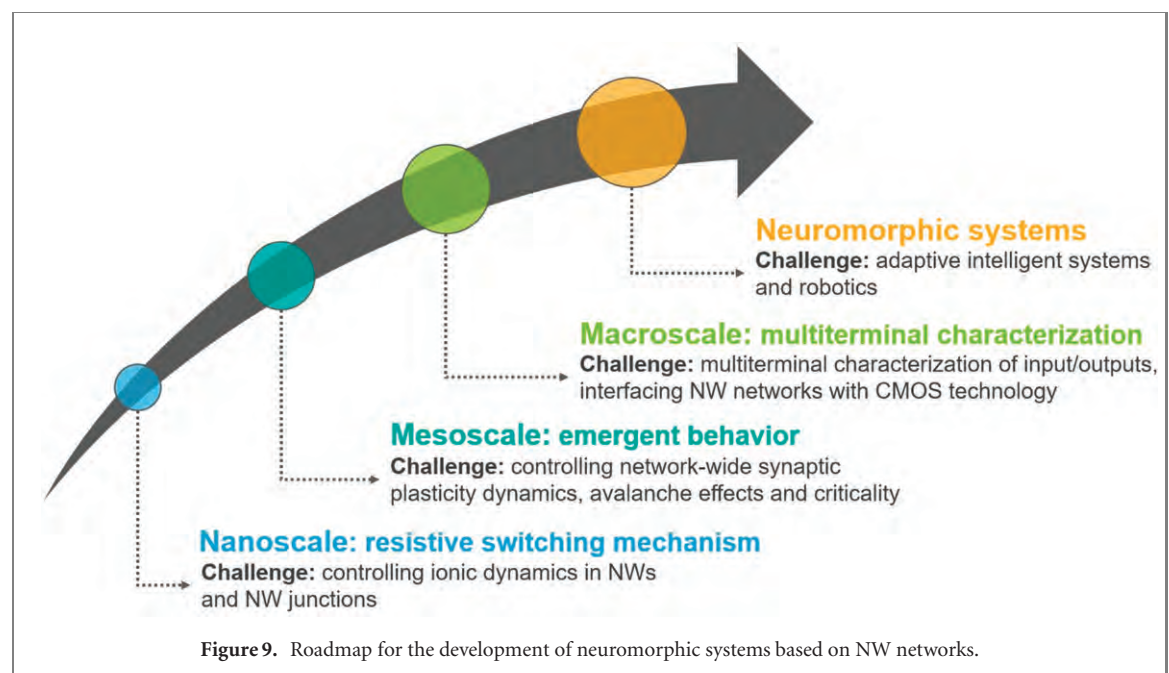 Neuromorphic systems
Challenge: adaptive intelligent systems
and robotics
Macroscale: multiterminal characterization
Challenge: multiterminal characterization of input/outputs,
interfacing NW networks with CMOS technology
Mesoscale: emergent behavior
Challenge: controlling network-wide synaptic
plasticity dynamics, avalanche effects and criticality
Nanoscale: resistive switching mechanism
Challenge: controlling ionic dynamics in NWs
and NW junctions
Figure 9. Roadmap for the development of neuromorphic systems based on NW networks.